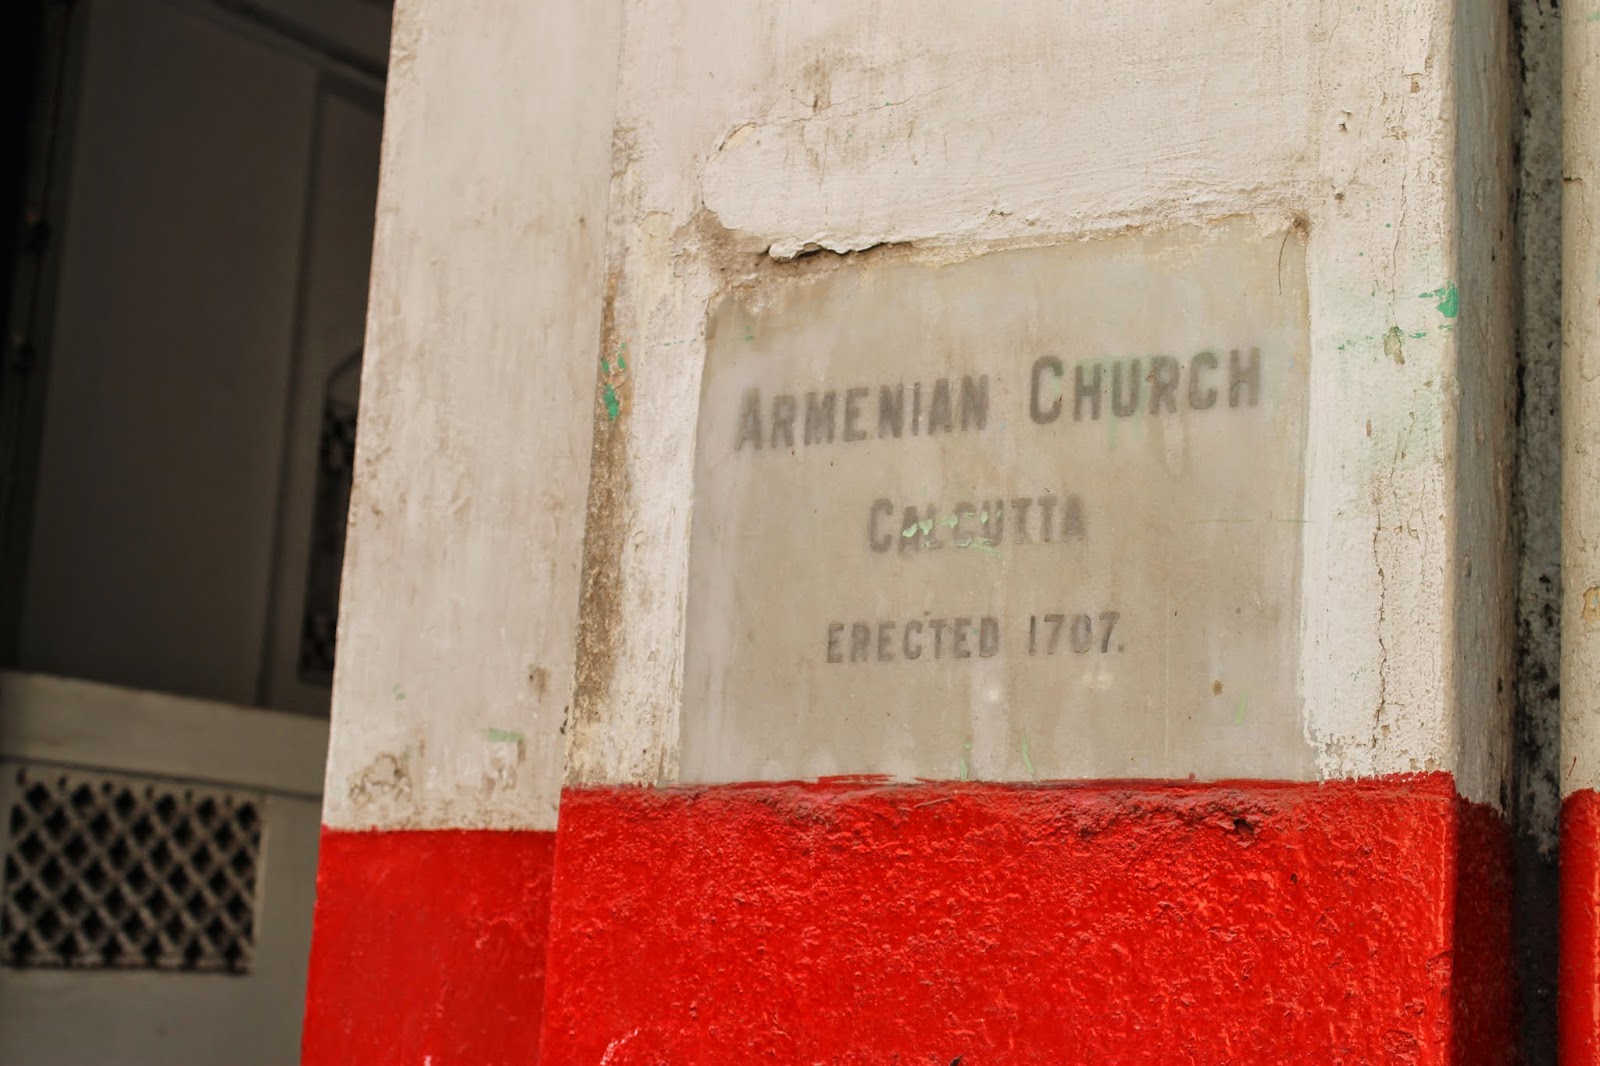 ARMENIAN CHURCH
CALCUTTA
ERECTED 1707.